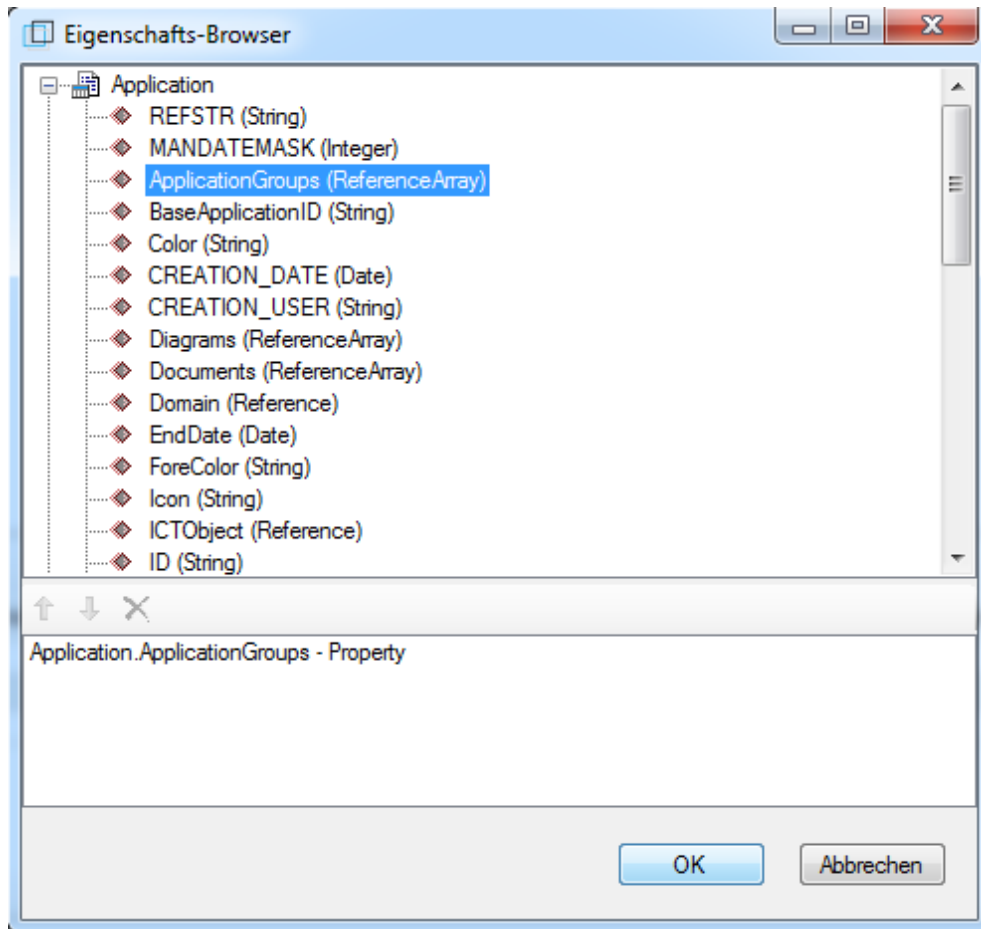 Eigenschafts-Browser
Application
REFSTR (String)
MANDATEMASK (Integer)
ApplicationGroups (ReferenceArray)
BaseApplicationID (String)
Color (String)
CREATION_DATE (Date)
CREATION_USER (String)
Diagrams (ReferenceArray)
Documents (ReferenceArray)
Domain (Reference)
EndDate (Date)
ForeColor (String)
Icon (String)
ICTObject (Reference)
ID (String)
Application.ApplicationGroups - Property
OK Abbrechen